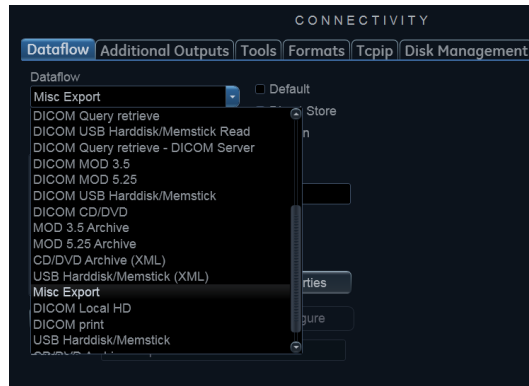 CONNECTIVITY
Dataflow Additional Outputs Tools Formats Tcpip Disk Management
Dataflow
Misc Export
Default
Store
DICOM Query retrieve
DICOM USB Harddisk/Memstick Read
DICOM Query retrieve - DICOM Server
DICOM MOD 3.5
DICOM MOD 5.25
DICOM USB Harddisk/Memstick
DICOM CD/DVD
MOD 3.5 Archive
MOD 5.25 Archive
CD/DVD Archive (XML)
USB Harddisk/Memstick (XML)
rties
Misc Export
DICOM Local HD
DICOM print
gure
USB Harddisk/Memstick